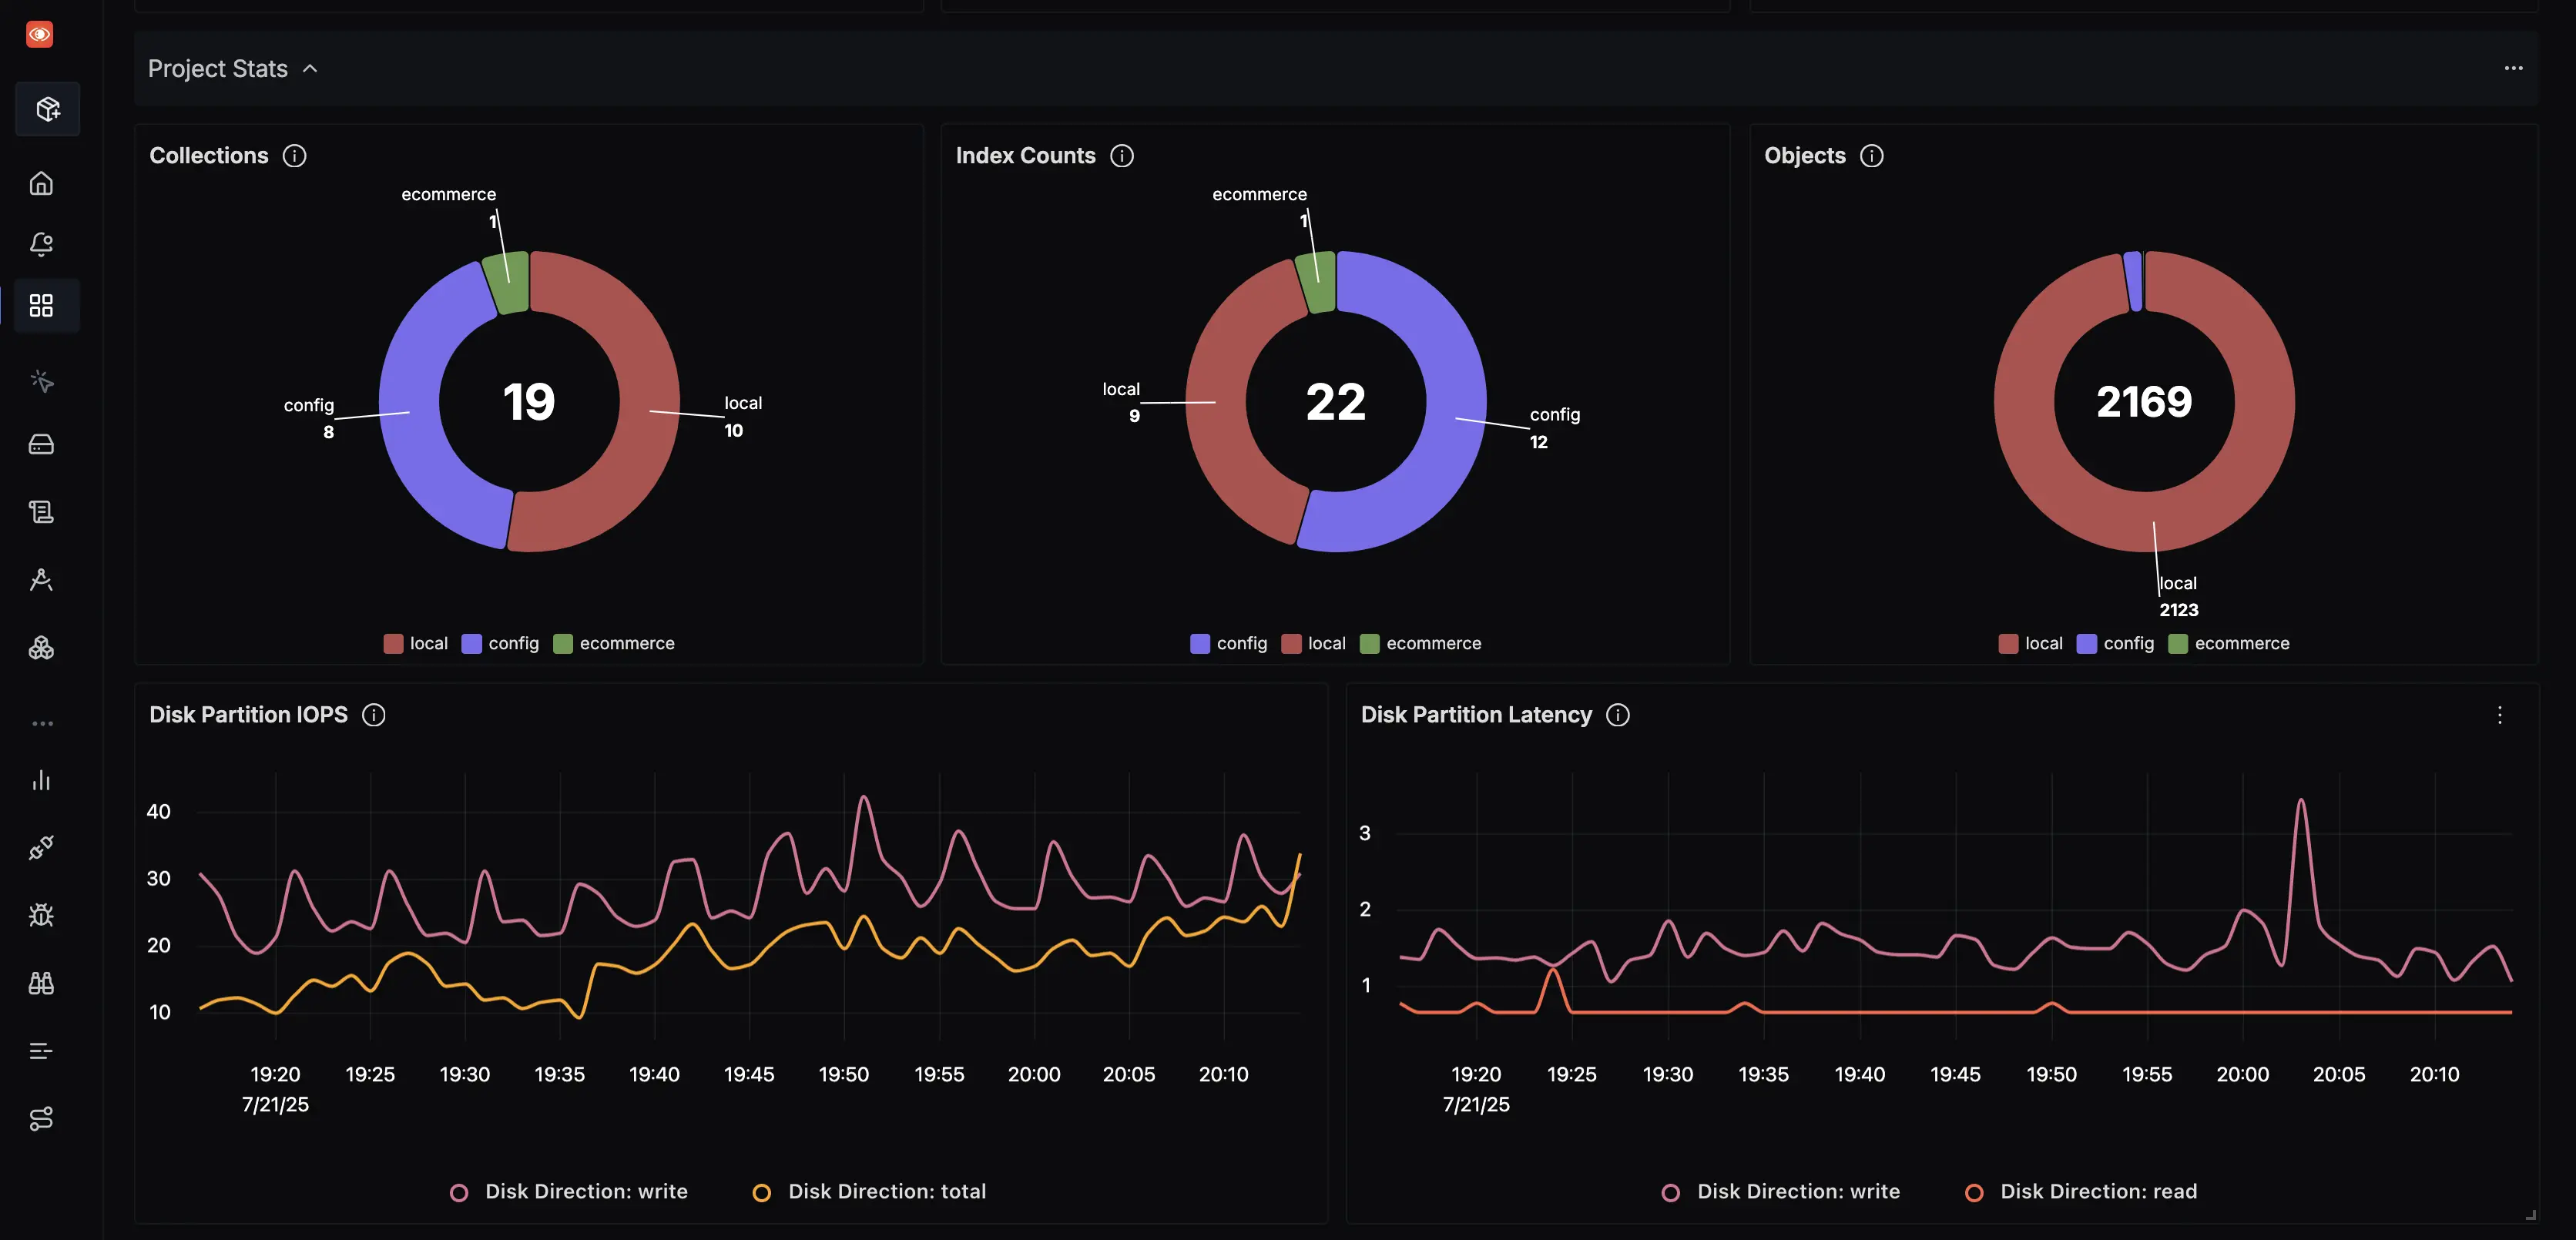 Project Stats
Collections
ecommerce
1
config
8
19
local
10
local config ecommerce
Index Counts
ecommerce
1
local
9
22
config
12
config local ecommerce
Objects
2169
local
2123
local config ecommerce
Disk Partition IOPS
40
30
20
10
19:20 19:25 19:30 19:35 19:40 19:45 19:50 19:55 20:00 20:05 20:10
7/21/25
Disk Direction: write Disk Direction: total
Disk Partition Latency
3
2
1
19:20 19:25 19:30 19:35 19:40 19:45 19:50 19:55 20:00 20:05 20:10
7/21/25
Disk Direction: write Disk Direction: read